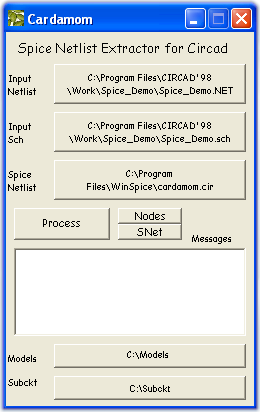 Cardamom
Spice Netlist Extractor for Circad
Input
Netlist
C:\Program Files\CIRCAD'98
\Work\Spice_Demo\Spice_Demo.NET
Input
Sch
C:\Program Files\CIRCAD'98
\Work\Spice_Demo\Spice_Demo.sch
Spice
Netlist
C:\Program
Files\WinSpice\cardamom.cir
Process
Nodes
SNet
Messages
Models
C:\Models
Subckt
C:\Subckt